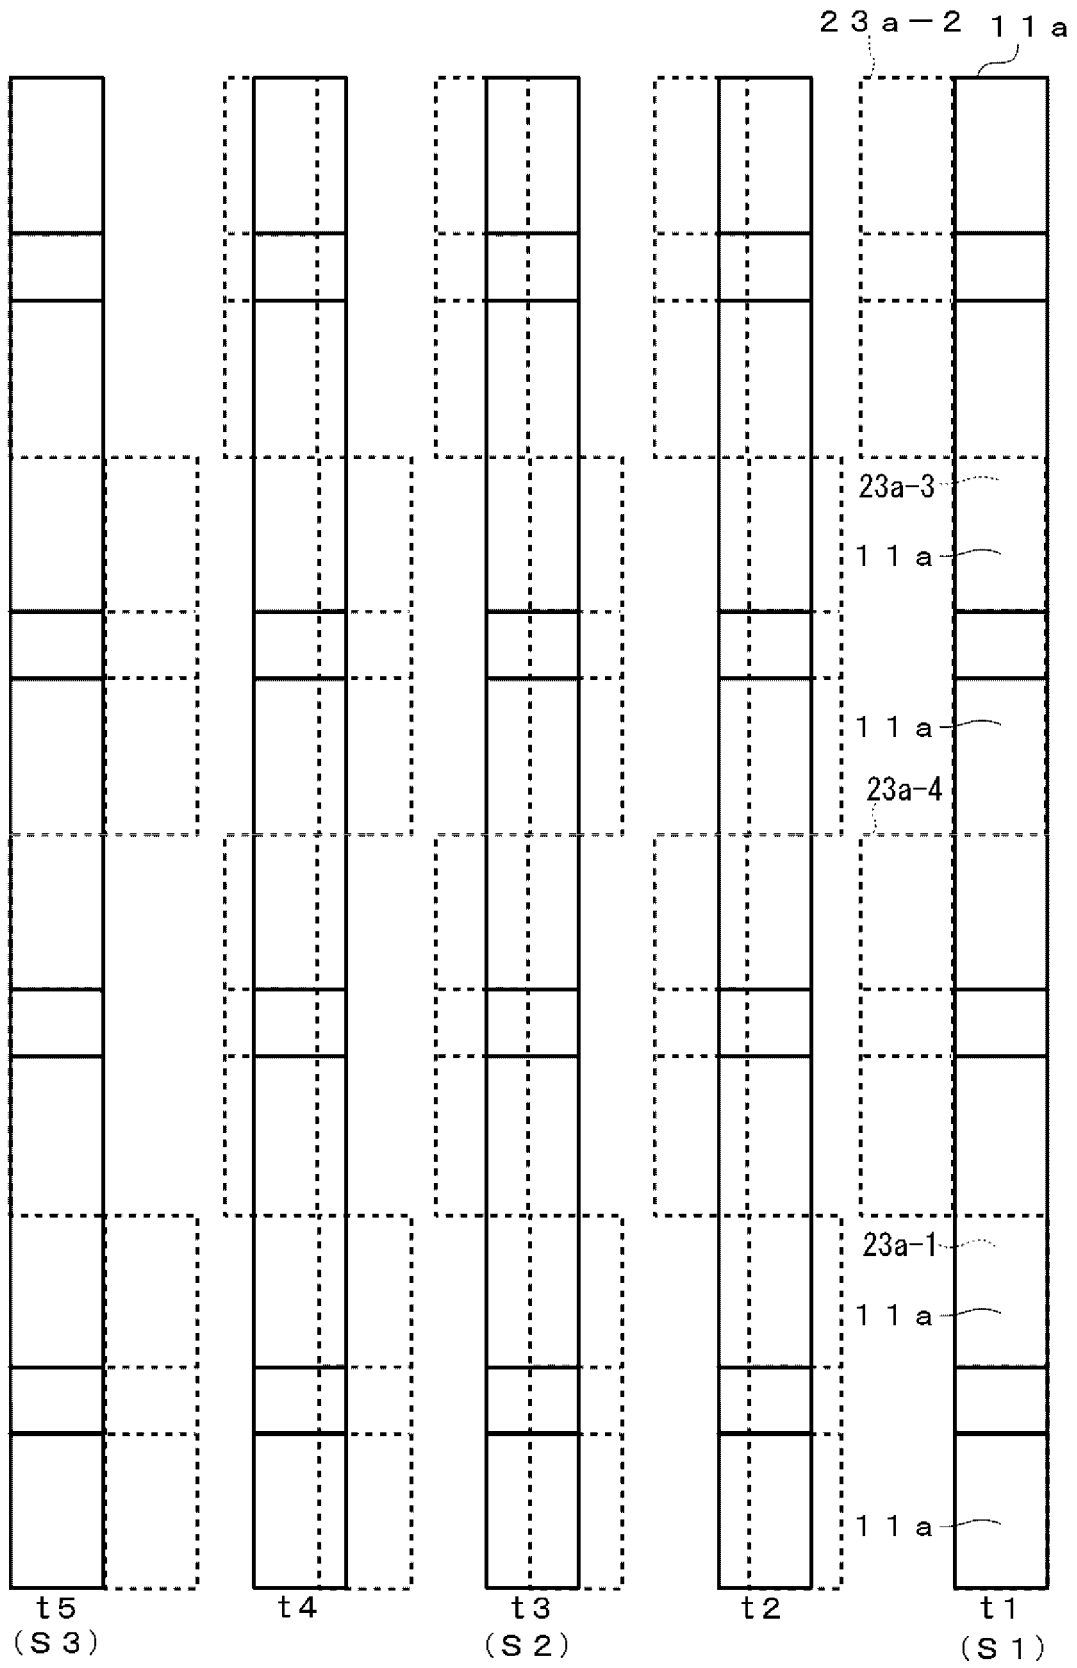 ２３ａ－２ １１ａ
23a-3
１１ａ
１１ａ
23a-4
23a-1
１１ａ
１１ａ
ｔ５ ｔ４ ｔ３ ｔ２ ｔ１
（Ｓ３） （Ｓ２） （Ｓ１）